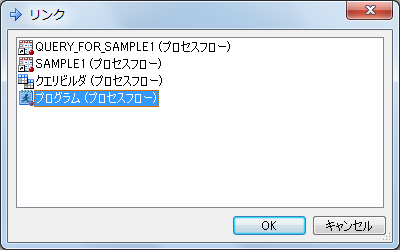 リンク
QUERY_FOR_SAMPLE1 (プロセスフロー)
SAMPLE1 (プロセスフロー)
クエリビルダ (プロセスフロー)
プログラム (プロセスフロー)
OK
キャンセル